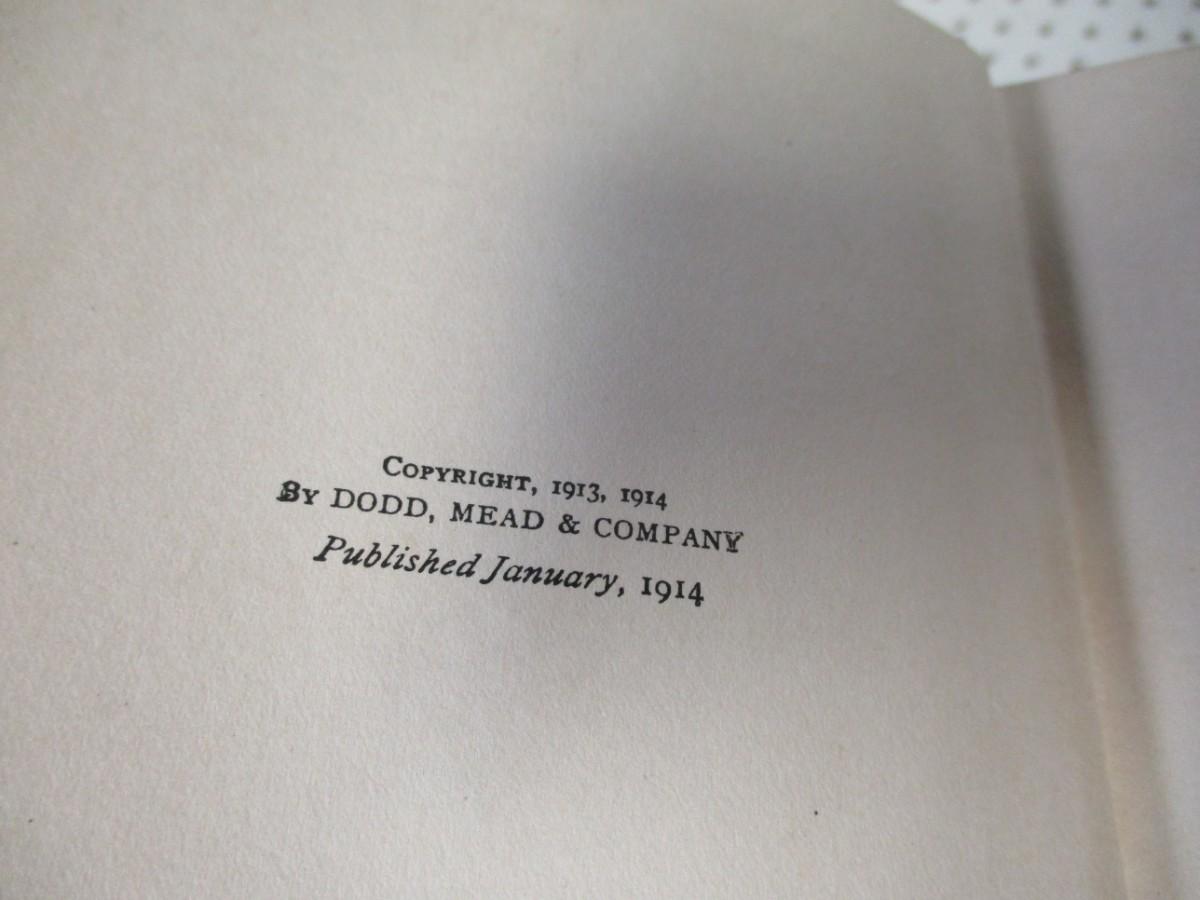 COPYRIGHT, 1913, 1914
BY DODD, MEAD & COMPANY
Published January, 1914